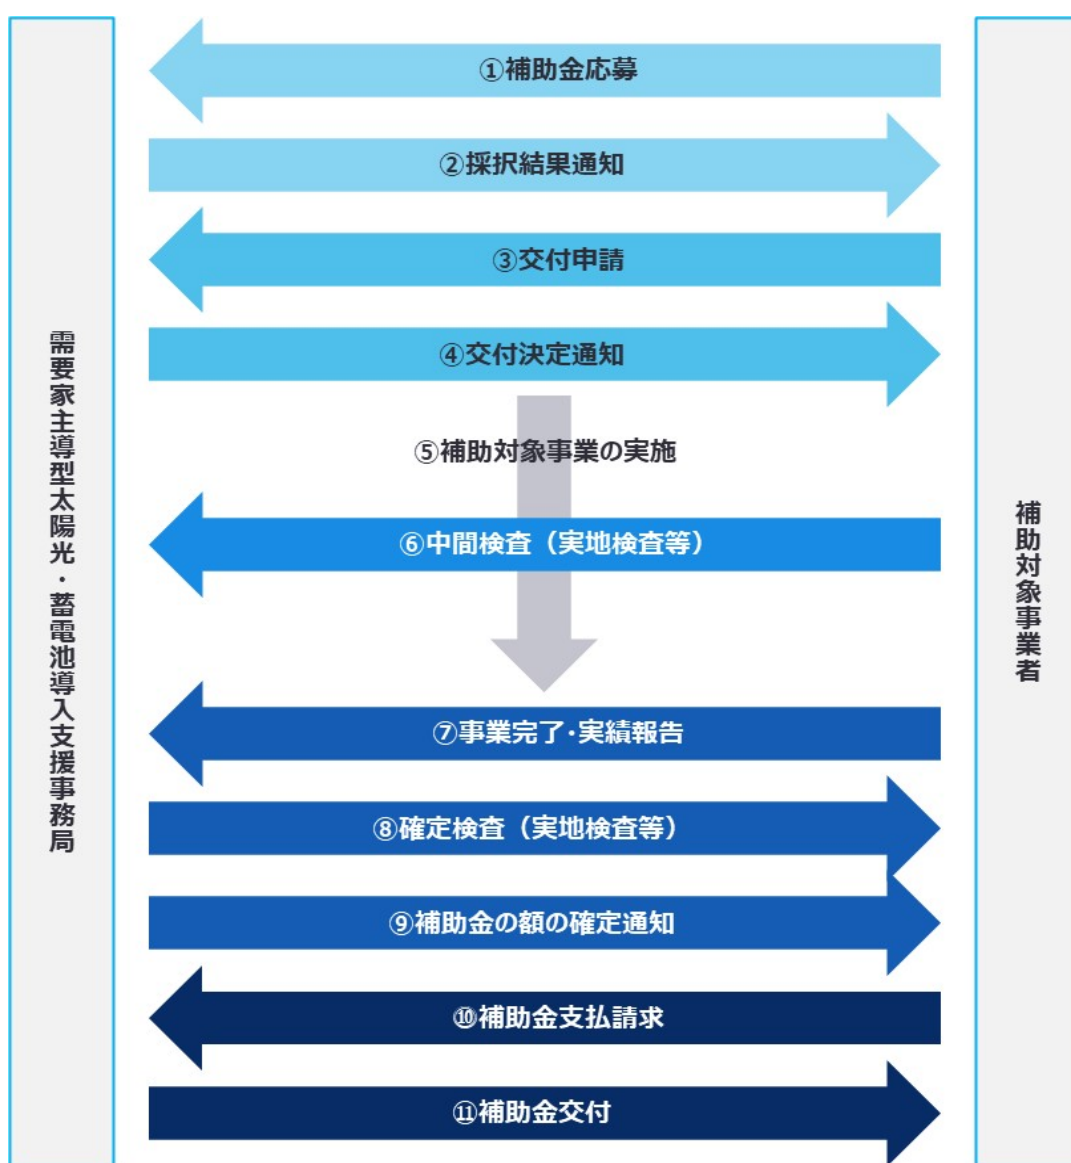 ①補助金応募
②採択結果通知
③交付申請
④交付決定通知
⑤補助対象事業の実施
⑥中間検査（実地検査等）
⑦事業完了・実績報告
⑧確定検査（実地検査等）
⑨補助金の額の確定通知
⑩補助金支払請求
⑪補助金交付
需要家主導型太陽光・蓄電池導入支援事務局
補助対象事業者